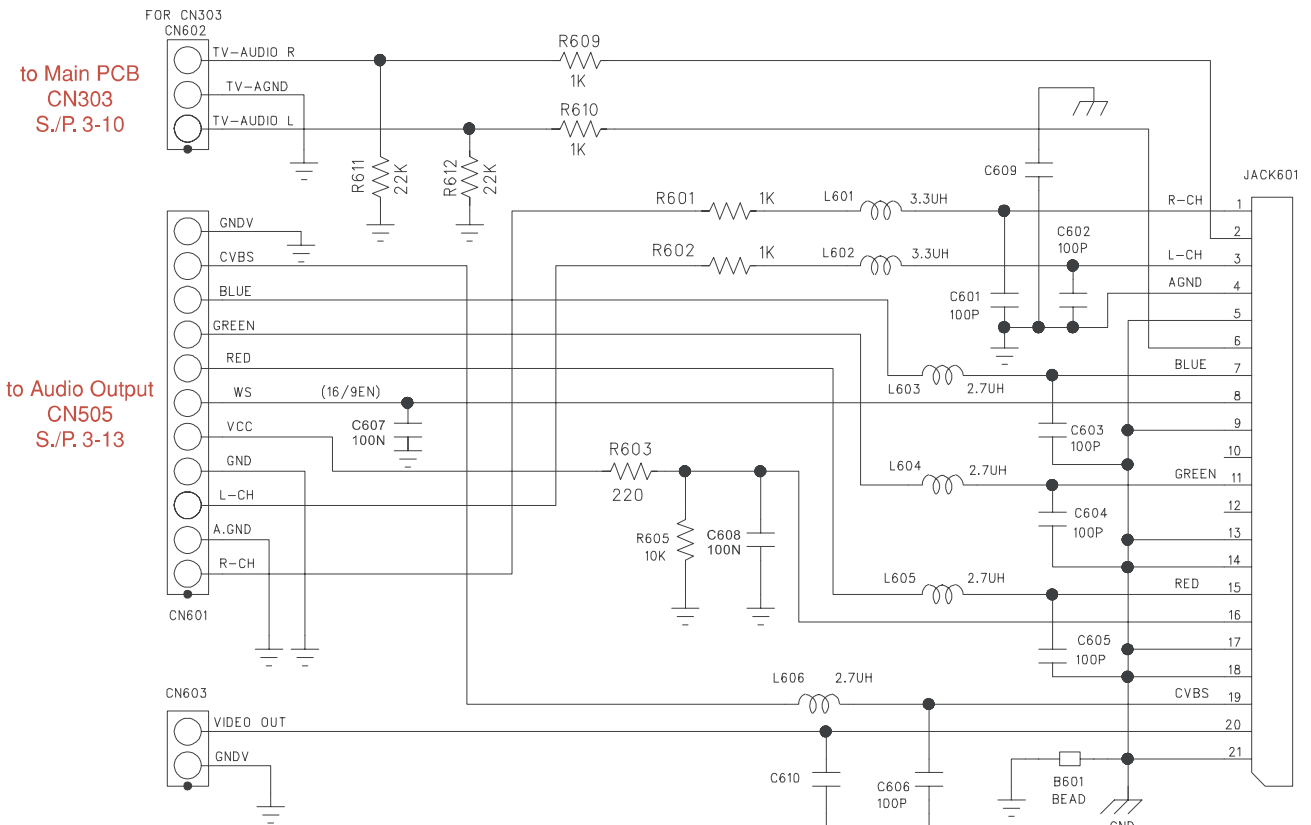 FOR CN303
CN602
to Main PCB
CN303
S./P. 3-10
TV-AUDIO R
TV-AGND
TV-AUDIO L
R609
1K
R610
1K
R611
22K
R612
22K
C609
JACK601
R601
1K
L601
3.3UH
R602
1K
L602
3.3UH
C602
100P
C601
100P
R-CH
L-CH
AGND
BLUE
GREEN
RED
CVBS
1
2
3
4
5
6
7
8
9
10
11
12
13
14
15
16
17
18
19
20
21
to Audio Output
CN505
S./P. 3-13
GNDV
CVBS
BLUE
GREEN
RED
WS
(16/9EN)
VCC
GND
L-CH
A.GND
R-CH
CN601
C607
100N
R603
220
R605
10K
C608
100N
L603
2.7UH
C603
100P
L604
2.7UH
C604
100P
L605
2.7UH
C605
100P
L606
2.7UH
CN603
VIDEO OUT
GNDV
C610
C606
100P
B601
BEAD
GND